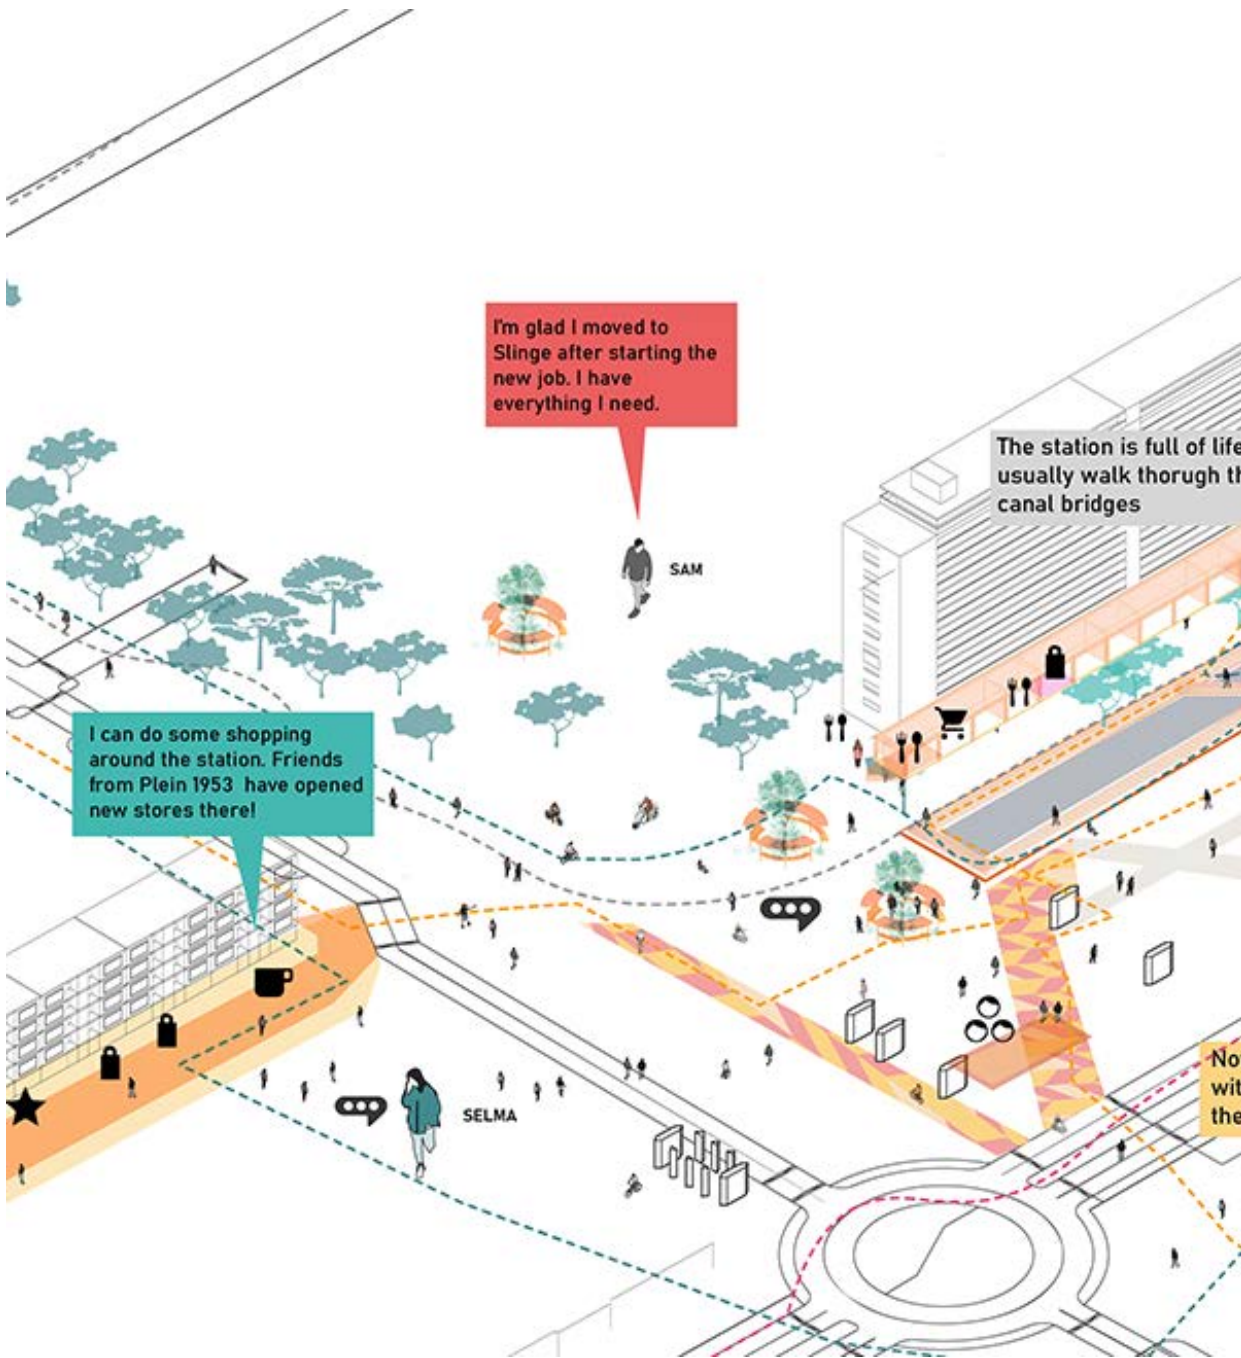 I'm glad I moved to
Slinge after starting the
new job. I have
everything I need.
The station is full of life
usually walk thorugh th
canal bridges
SAM
I can do some shopping
around the station. Friends
from Plein 1953 have opened
new stores there!
SELMA
wit
the